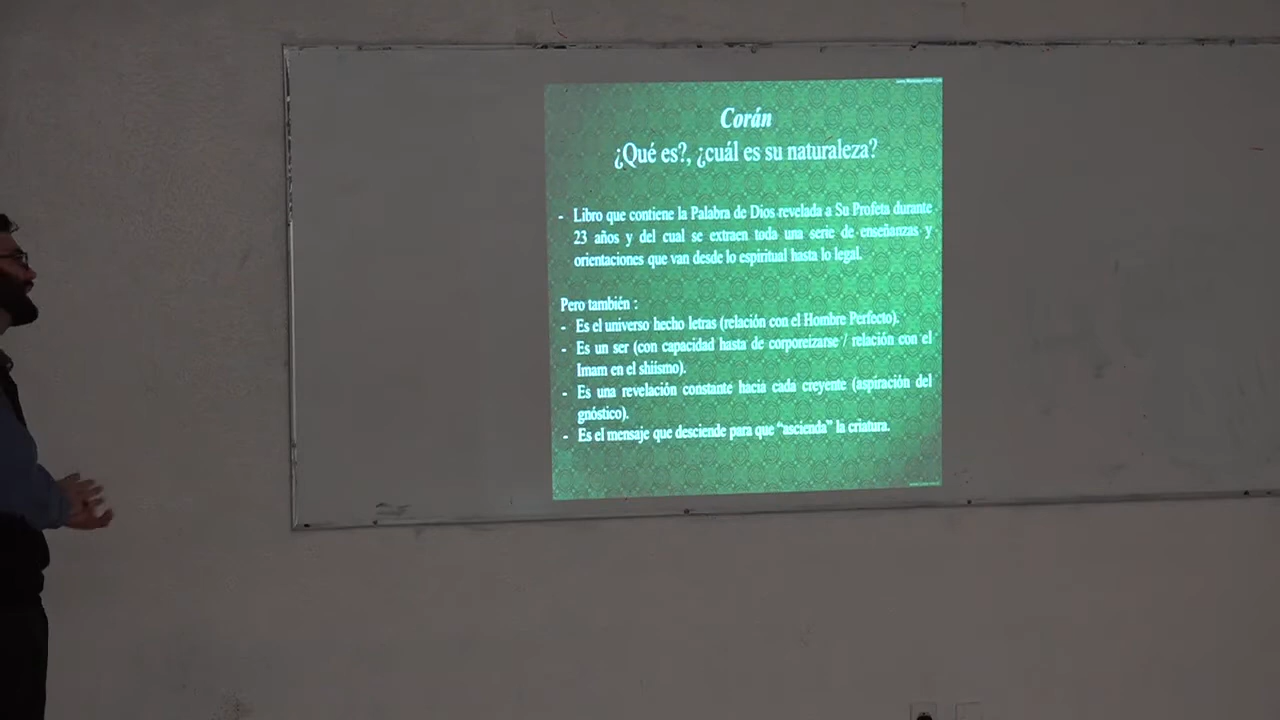 Corán
¿Qué es?, ¿cuál es su naturaleza?
- Libro que contiene la Palabra de Dios revelada a Su Profeta durante
23 años y del cual se extraen toda una serie de enseñanzas y
orientaciones que van desde lo espiritual hasta lo legal.
Pero también :
- Es el universo hecho letras (relación con el Hombre Perfecto).
- Es un ser (con capacidad hasta de corporeizarse / relación con el
Imam en el shiismo).
- Es una revelación constante hacia cada creyente (aspiración del
gnóstico).
- Es el mensaje que desciende para que “ascienda” la criatura.